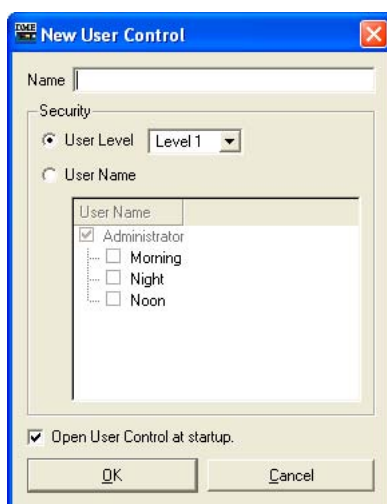 DME
New User Control
Name
Security
User Level Level 1
User Name
User Name
Administrator
Morning
Night
Noon
Open User Control at startup.
OK Cancel